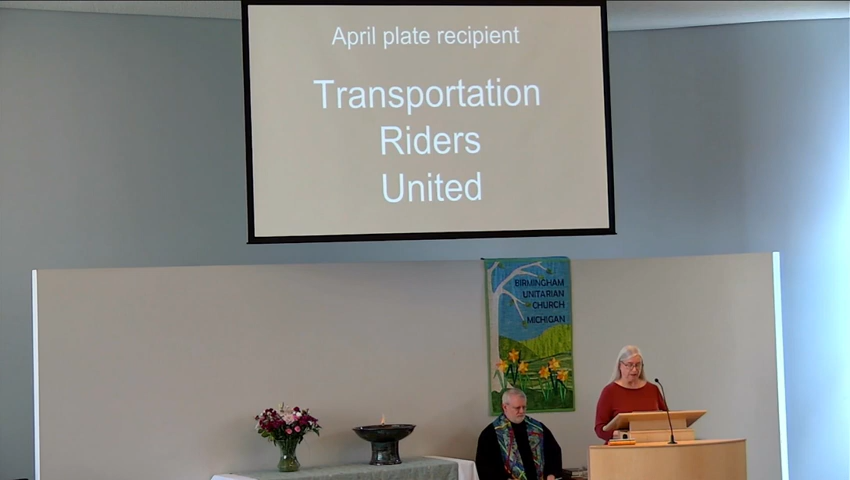 April plate recipient
Transportation
Riders
United
BIRMINGHAM
UNITARIAN
CHURCH
MICHIGAN